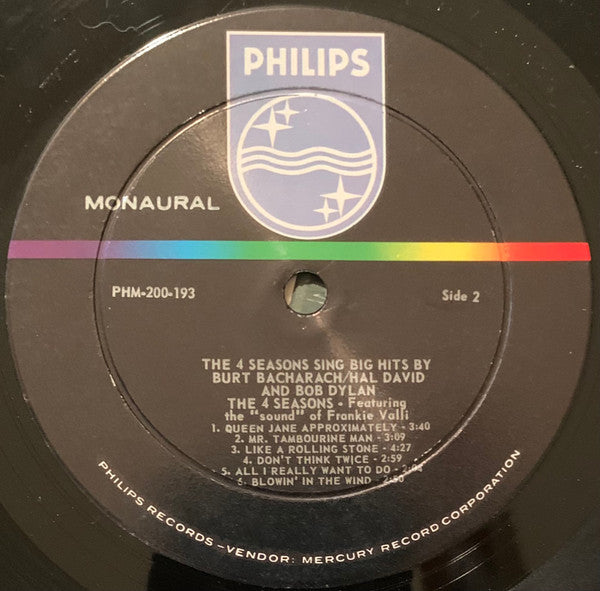 PHILIPS
MONAURAL
PHM-200-193
Side 2
THE 4 SEASONS SING BIG HITS BY
BURT BACHARACH/HAL DAVID
AND BOB DYLAN
THE 4 SEASONS - Featuring
the "sound" of Frankie Valli
1. QUEEN JANE APPROXIMATELY - 3:40
2. MR. TAMBOURINE MAN - 3:09
3. LIKE A ROLLING STONE - 4:27
4. DON'T THINK TWICE - 2:59
5. ALL I REALLY WANT TO DO -
6. BLOWIN' IN THE WIND -
PHILIPS RECORDS-VENDOR: MERCURY RECORD CORPORATION